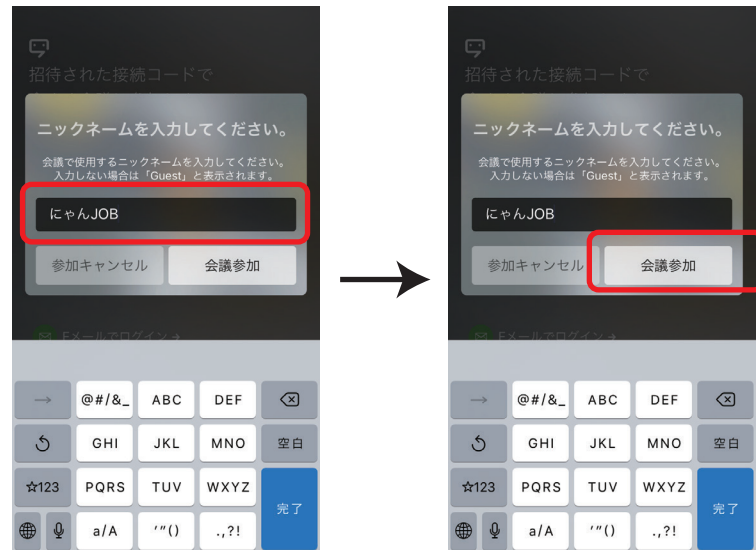 招待された接続コードで
ニックネームを入力してください。
会議で使用するニックネームを入力してください。
入力しない場合は「Guest」と表示されます。
にゃんJOB
参加キャンセル
会議参加
Eメールでログイン→
→
@#/&_
ABC
DEF
GHI
JKL
MNO
空白
☆123
PQRS
TUV
WXYZ
完了
a/A
′″()
.,?!
招待された接続コードで
ニックネームを入力してください。
会議で使用するニックネームを入力してください。
入力しない場合は「Guest」と表示されます。
にゃんJOB
参加キャンセル
会議参加
→
@#/&_
ABC
DEF
GHI
JKL
MNO
空白
☆123
PQRS
TUV
WXYZ
完了
a/A
′″()
.,?!